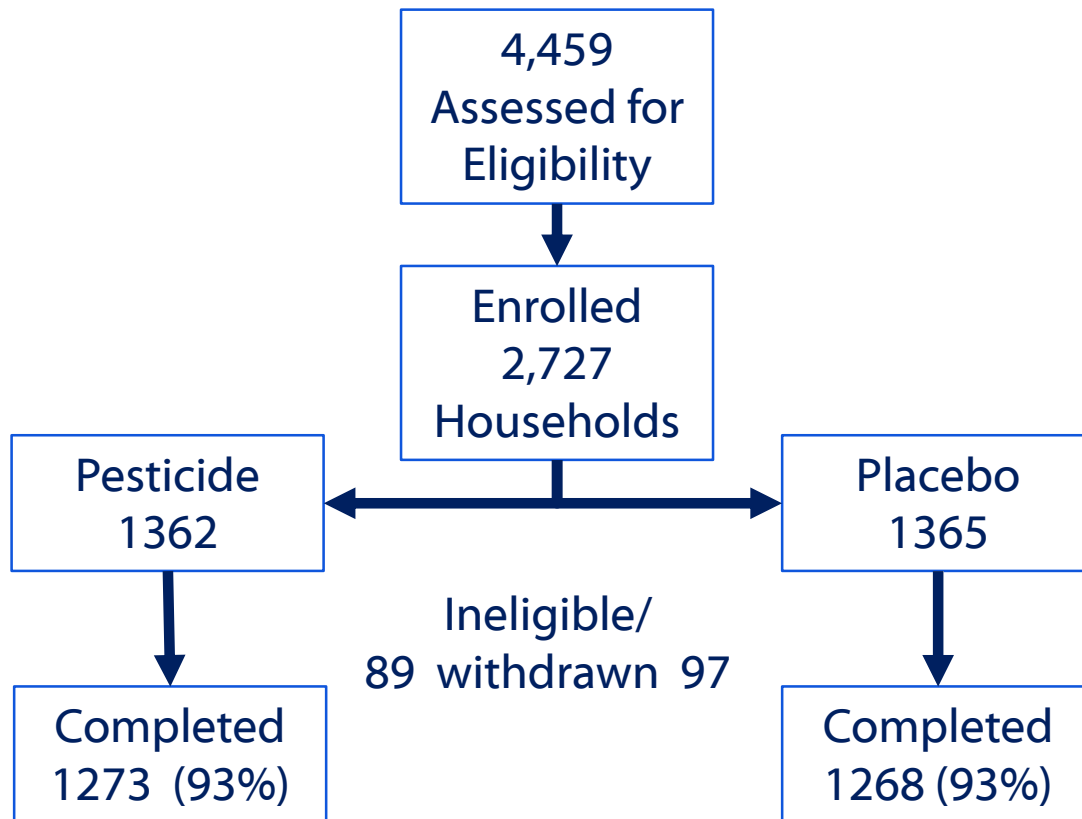 4,459
Assessed for
Eligibility
Enrolled
2,727
Households
Pesticide
1362
Placebo
1365
Ineligible/
89 withdrawn 97
Completed
1273 (93%)
Completed
1268 (93%)